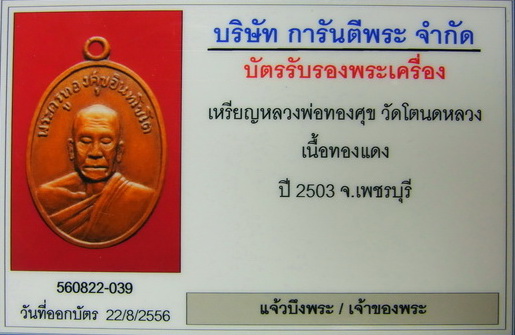 บริษัท การันตีพระ จำกัด
บัตรรับรองพระเครื่อง
เหรียญหลวงพ่อทองศุข วัดโตนดหลวง
เนื้อทองแดง
ปี 2503 จ.เพชรบุรี
560822-039
วันที่ออกบัตร 22/8/2556
แจ้วบึงพระ / เจ้าของพระ